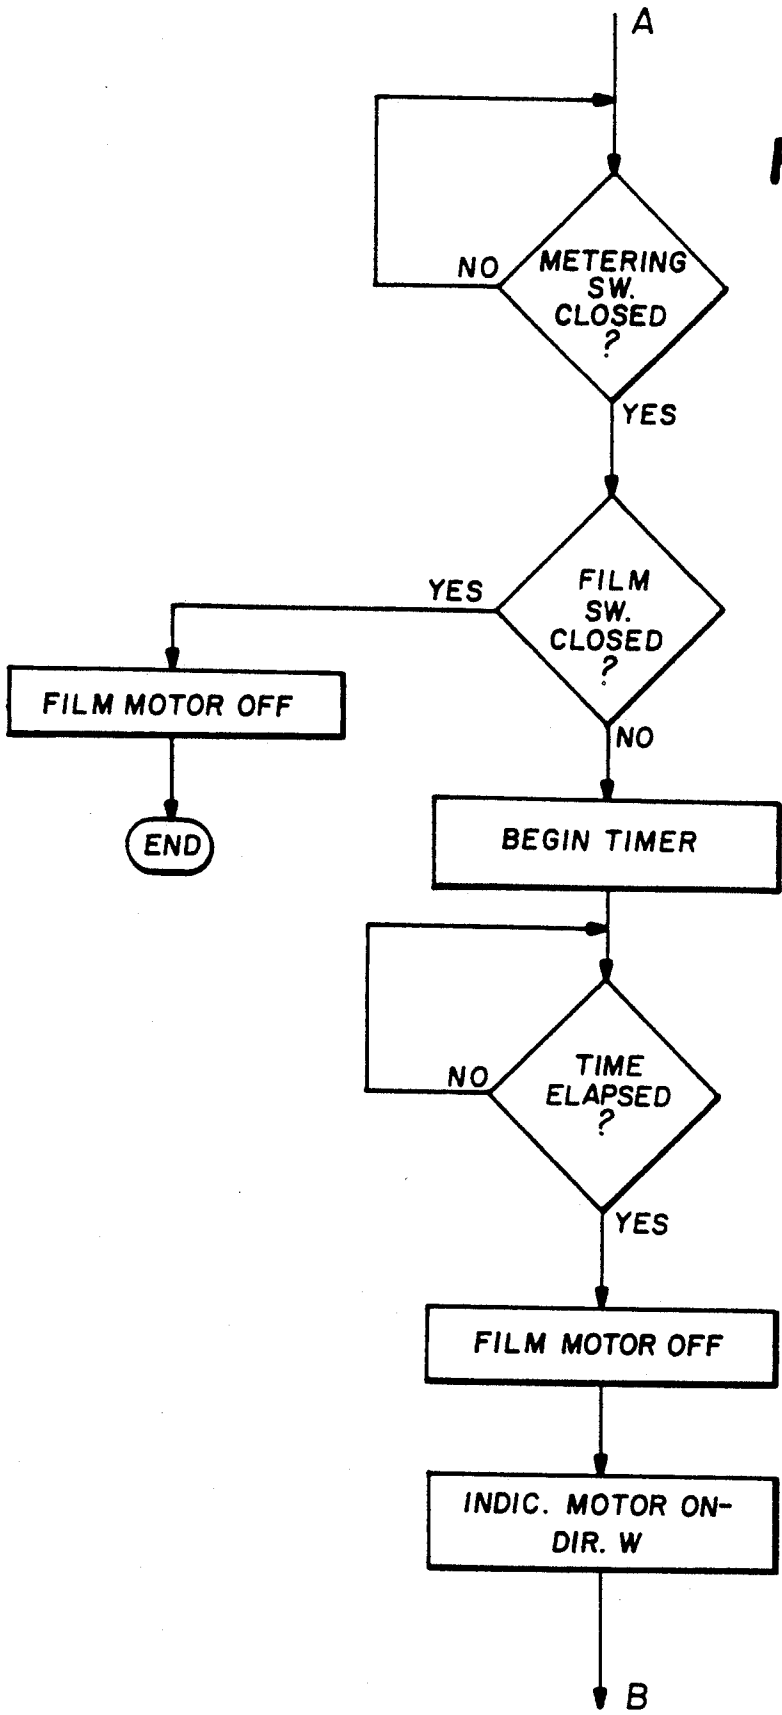 A
NO
METERING
SW.
CLOSED
?
YES
YES
FILM
SW.
CLOSED
?
FILM MOTOR OFF
NO
END
BEGIN TIMER
NO
TIME
ELAPSED
?
YES
FILM MOTOR OFF
INDIC. MOTOR ON-
DIR. W
B